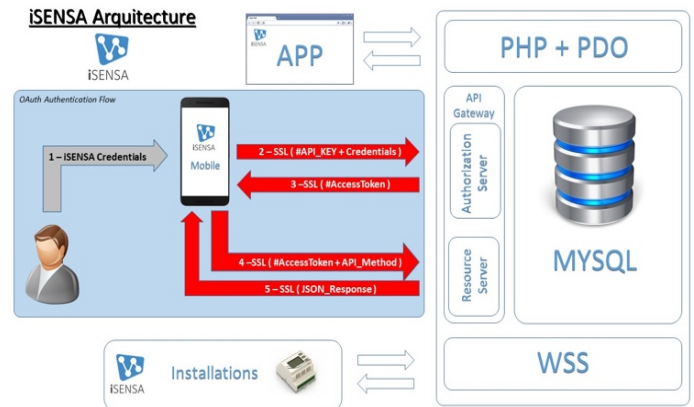 iSENSA Arquitecture
iSENSA
iSENSA
APP
PHP + PDO
OAuth Authentication Flow
1 – iSENSA Credentials
iSENSA
Mobile
2 – SSL ( #API_KEY + Credentials )
3 –SSL ( #AccessToken )
4 –SSL ( #AccessToken + API_Method )
5 – SSL ( JSON_Response )
API
Gateway
Authorization
Server
Resource
Server
MYSQL
iSENSA
Installations
WSS